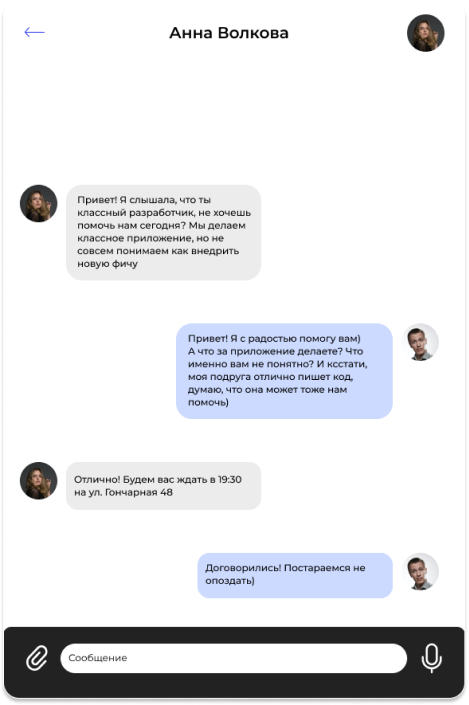 Анна Волкова
Привет! Я слышала, что ты
классный разработчик, не хочешь
помочь нам сегодня? Мы делаем
классное приложение, но не
совсем понимаем как внедрить
новую фичу
Привет! Я с радостью помогу вам)
А что за приложение делаете? Что
именно вам не понятно? И ксстати,
моя подруга отлично пишет код,
думаю, что она может тоже нам
помочь)
Отлично! Будем вас ждать в 19:30
на ул. Гончарная 48
Договорились! Постараемся не
опоздать)
Сообщение